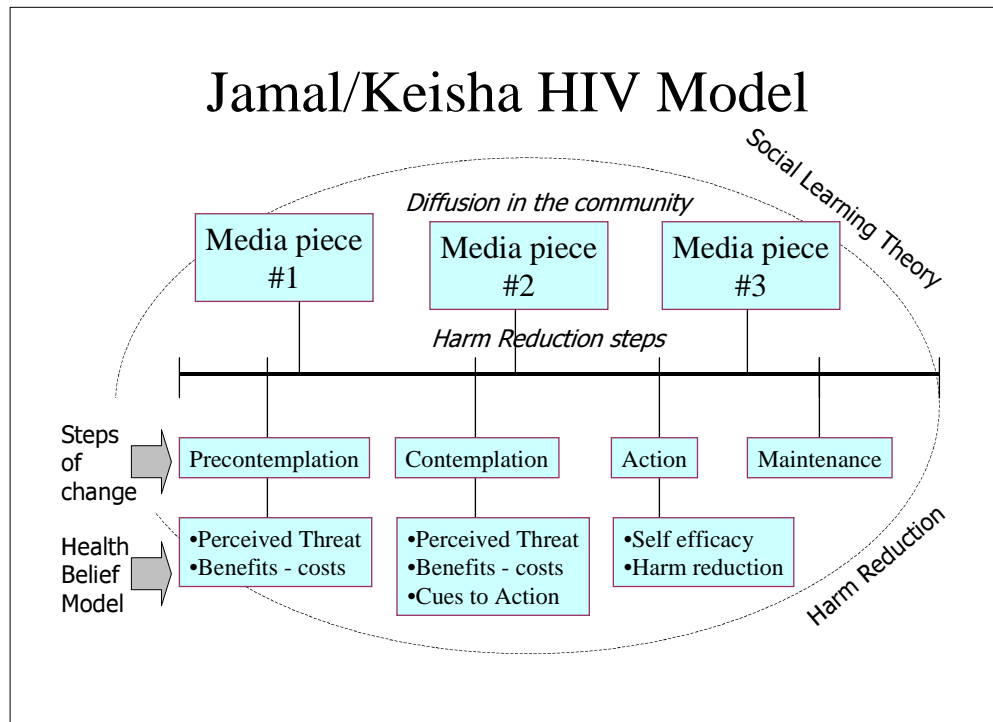 Jamal/Keisha HIV Model
Social Learning Theory
Diffusion in the community
Media piece
#1
Media piece
#2
Media piece
#3
Harm Reduction steps
Steps
of
change
Precontemplation
Contemplation
Action
Maintenance
Health
Belief
Model
•Perceived Threat
•Benefits - costs
•Perceived Threat
•Benefits - costs
•Cues to Action
•Self efficacy
•Harm reduction
Harm Reduction